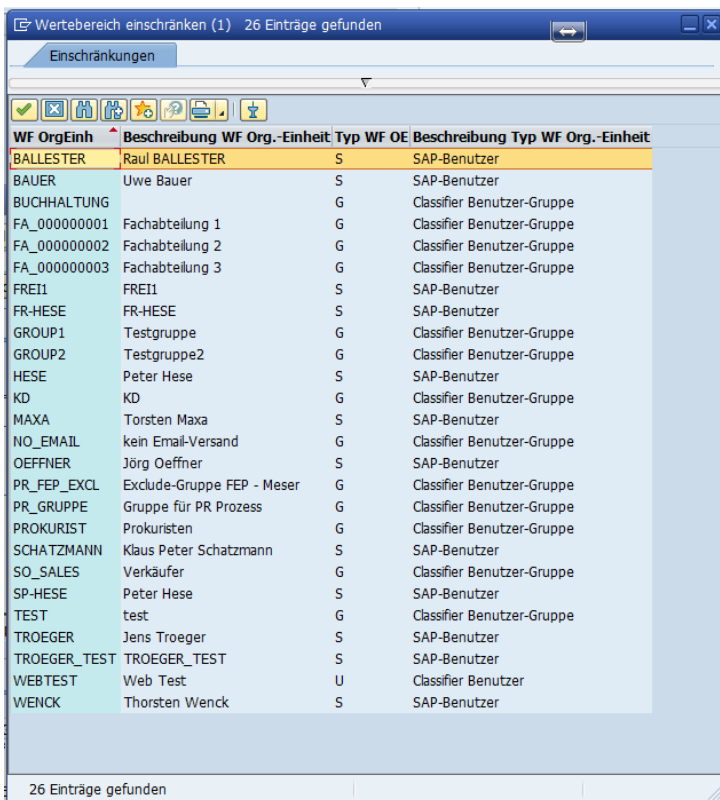 Wertebereich einschränken (1) 26 Einträge gefunden
Einschränkungen
WF OrgEinh Beschreibung WF Org.-Einheit Typ WF OE Beschreibung Typ WF Org.-Einheit
BALLESTER Raul BALLESTER S SAP-Benutzer
BAUER Uwe Bauer S SAP-Benutzer
BUCHHALTUNG G Classifier Benutzer-Gruppe
FA_000000001 Fachabteilung 1 G Classifier Benutzer-Gruppe
FA_000000002 Fachabteilung 2 G Classifier Benutzer-Gruppe
FA_000000003 Fachabteilung 3 G Classifier Benutzer-Gruppe
FREI1 FREI1 S SAP-Benutzer
FR-HESE FR-HESE S SAP-Benutzer
GROUP1 Testgruppe G Classifier Benutzer-Gruppe
GROUP2 Testgruppe2 G Classifier Benutzer-Gruppe
HESE Peter Hese S SAP-Benutzer
KD KD G Classifier Benutzer-Gruppe
MAXA Torsten Maxa S SAP-Benutzer
NO_EMAIL kein Email-Versand G Classifier Benutzer-Gruppe
OEFFNER Jörg Oeffner S SAP-Benutzer
PR_FEP_EXCL Exclude-Gruppe FEP - Meser G Classifier Benutzer-Gruppe
PR_GRUPPE Gruppe für PR Prozess G Classifier Benutzer-Gruppe
PROKURIST Prokuristen G Classifier Benutzer-Gruppe
SCHATZMANN Klaus Peter Schatzmann S SAP-Benutzer
SO_SALES Verkäufer G Classifier Benutzer-Gruppe
SP-HESE Peter Hese S SAP-Benutzer
TEST test G Classifier Benutzer-Gruppe
TROEGER Jens Troeger S SAP-Benutzer
TROEGER_TEST TROEGER_TEST S SAP-Benutzer
WEBTEST Web Test U Classifier Benutzer
WENCK Thorsten Wenck S SAP-Benutzer
26 Einträge gefunden